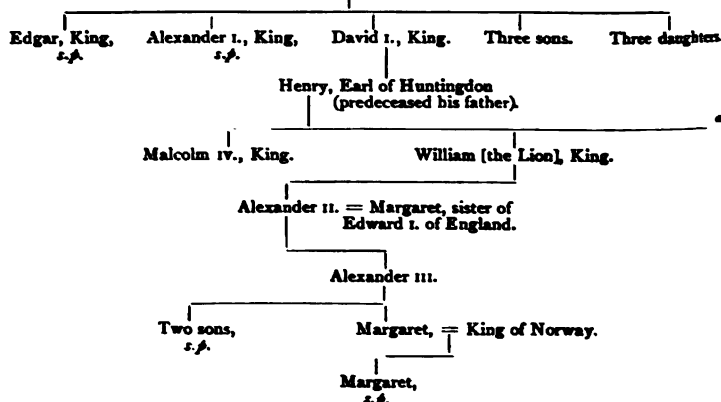 Edgar, King, Alexander I., King, David I., King. Three sons. Three daughters.
s.p. s.p.
Henry, Earl of Huntingdon
(predeceased his father).
Malcolm IV., King. William [the Lion], King.
Alexander II. = Margaret, sister of
Edward I. of England.
Alexander III.
Two sons, Margaret, = King of Norway.
s.p.
Margaret,
s.p.